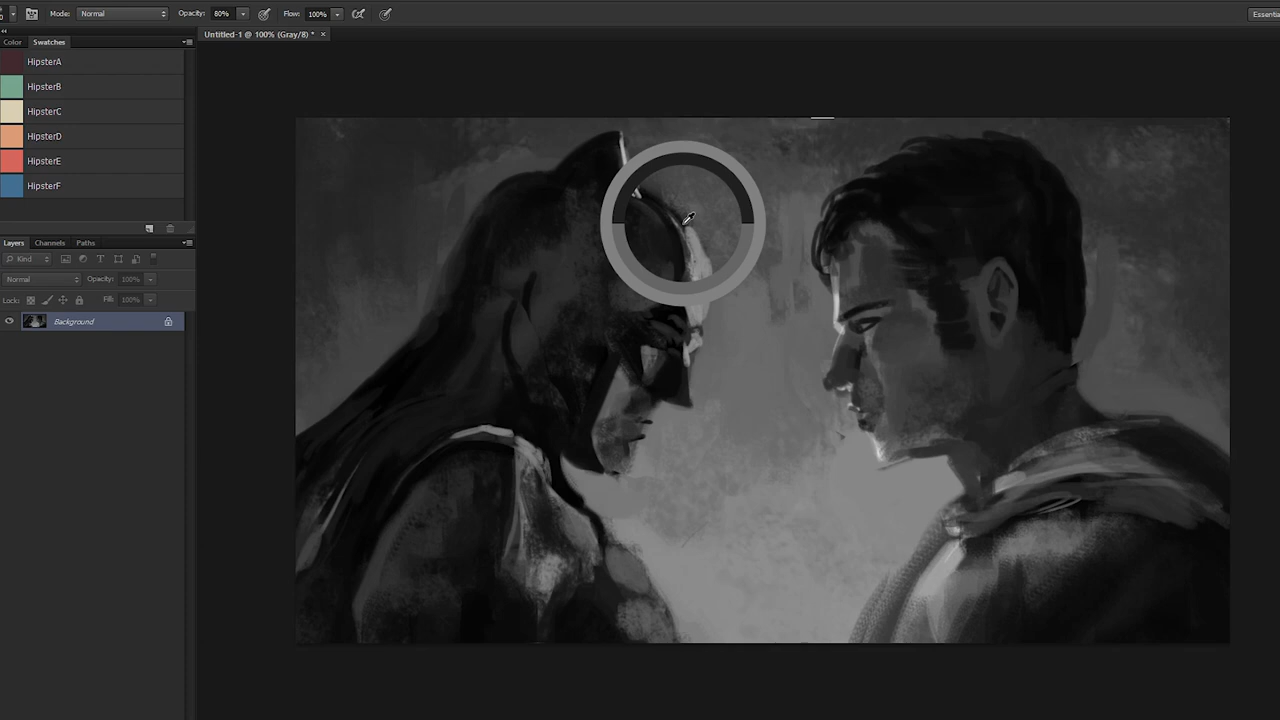 Mode: Normal Opacity: 80% Flow: 100% Essentia
Untitled-1 @ 100% (Gray/8) * ×
Color Swatches
HipsterA
HipsterB
HipsterC
HipsterD
HipsterE
HipsterF
Layers Channels Paths
Kind T
Normal Opacity: 100%
Lock: Fill: 100%
Background